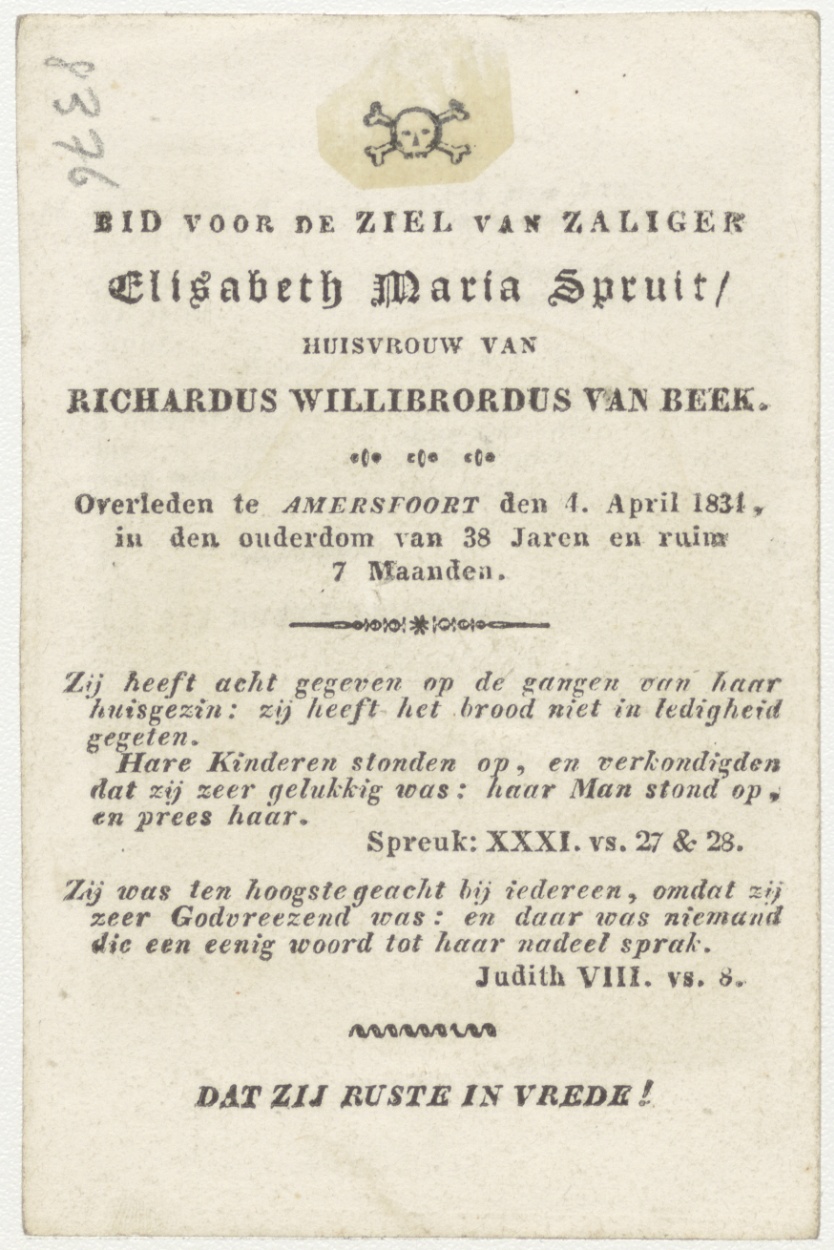 8376
BID VOOR DE ZIEL VAN ZALIGER
Elisabeth Maria Spruit/
HUISVROUW VAN
RICHARDUS WILLIBRORDUS VAN BEEK.
Overleden te AMERSFOORT den 4. April 1834,
in den ouderdom van 38 Jaren en ruim
7 Maanden.
Zij heeft acht gegeven op de gangen van haar
huisgezin: zij heeft het brood niet in ledigheid
gegeten.
Hare Kinderen stonden op, en verkondigden
dat zij zeer gelukkig was: haar Man stond op,
en prees haar.
Spreuk: XXXI. vs. 27 & 28.
Zij was ten hoogste geacht bij iedereen, omdat zij
zeer Godvreezend was: en daar was niemand
die een eenig woord tot haar nadeel sprak.
Judith VIII. vs. 8.
DAT ZIJ RUSTE IN VREDE!